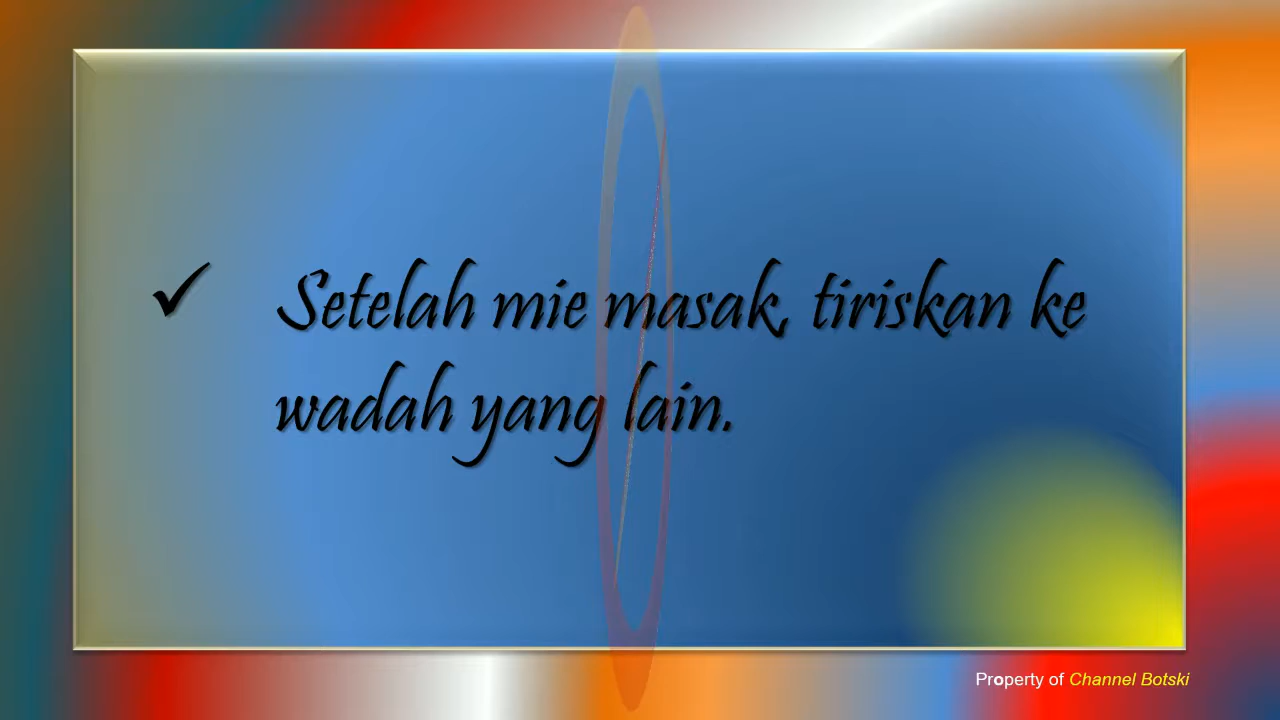 ✓ Setelah mie masak, tiriskan ke
wadah yang lain.
Property of Channel Botski